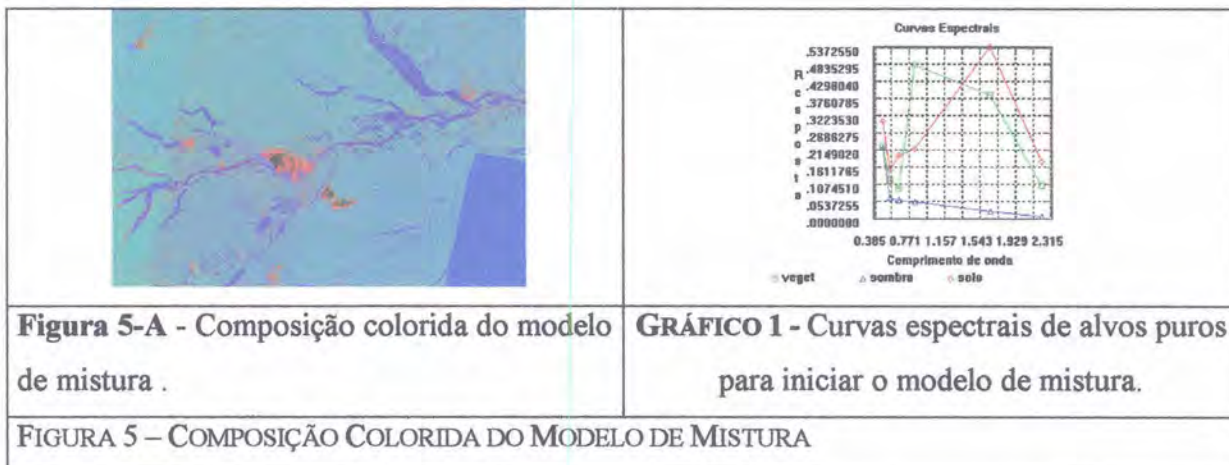 Curvas Espectrais
Resposta
.5372550
.4835295
.4298040
.3760785
.3223530
.2686275
.2149020
.1611765
.1074510
.0537255
.0000000
0.385 0.771 1.157 1.543 1.929 2.315
Comprimento de onda
veget sombra solo
Figura 5-A - Composição colorida do modelo
de mistura .
GRÁFICO 1 - Curvas espectrais de alvos puros
para iniciar o modelo de mistura.
FIGURA 5 – COMPOSIÇÃO COLORIDA DO MODELO DE MISTURA